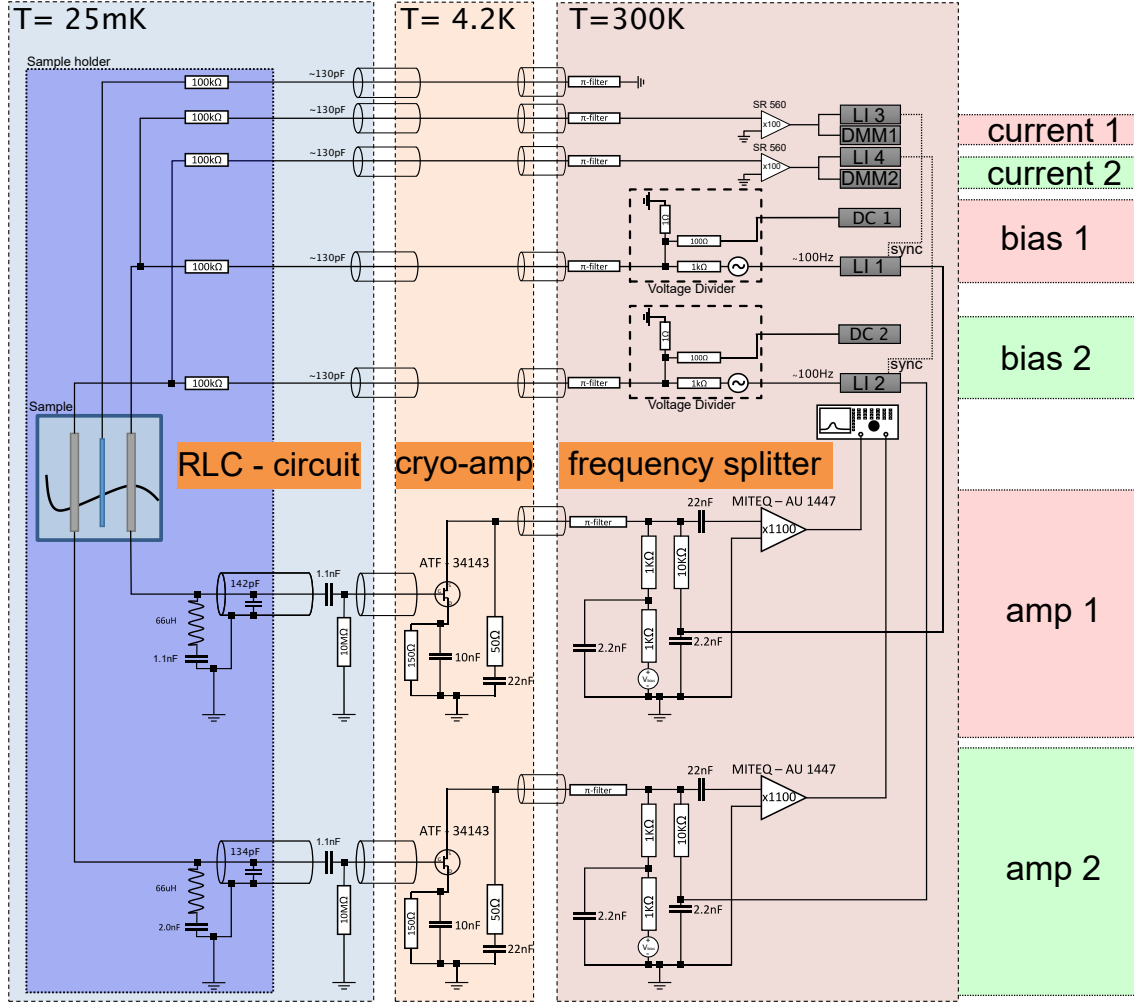 T= 25mK
T= 4.2K
T=300K
Sample holder
100kΩ
~130pF
π-filter
100kΩ
~130pF
π-filter
SR 560
x100
LI 3
DMM1
current 1
100kΩ
~130pF
π-filter
SR 560
x100
LI 4
DMM2
current 2
1Ω
100Ω
DC 1
bias 1
sync
100kΩ
~130pF
π-filter
1kΩ
~100Hz
LI 1
Voltage Divider
1Ω
100Ω
DC 2
bias 2
sync
100kΩ
~130pF
π-filter
1kΩ
~100Hz
LI 2
Voltage Divider
Sample
RLC - circuit
cryo-amp
frequency splitter
22nF
MITEQ – AU 1447
π-filter
x1100
ATF - 34143
1KΩ
10KΩ
142pF
1.1nF
66uH
1.1nF
10MΩ
150Ω
10nF
50Ω
22nF
2.2nF
1KΩ
2.2nF
Vbias
amp 1
22nF
MITEQ – AU 1447
π-filter
x1100
ATF - 34143
1KΩ
10KΩ
134pF
1.1nF
66uH
2.0nF
10MΩ
150Ω
10nF
50Ω
22nF
2.2nF
1KΩ
2.2nF
Vbias
amp 2